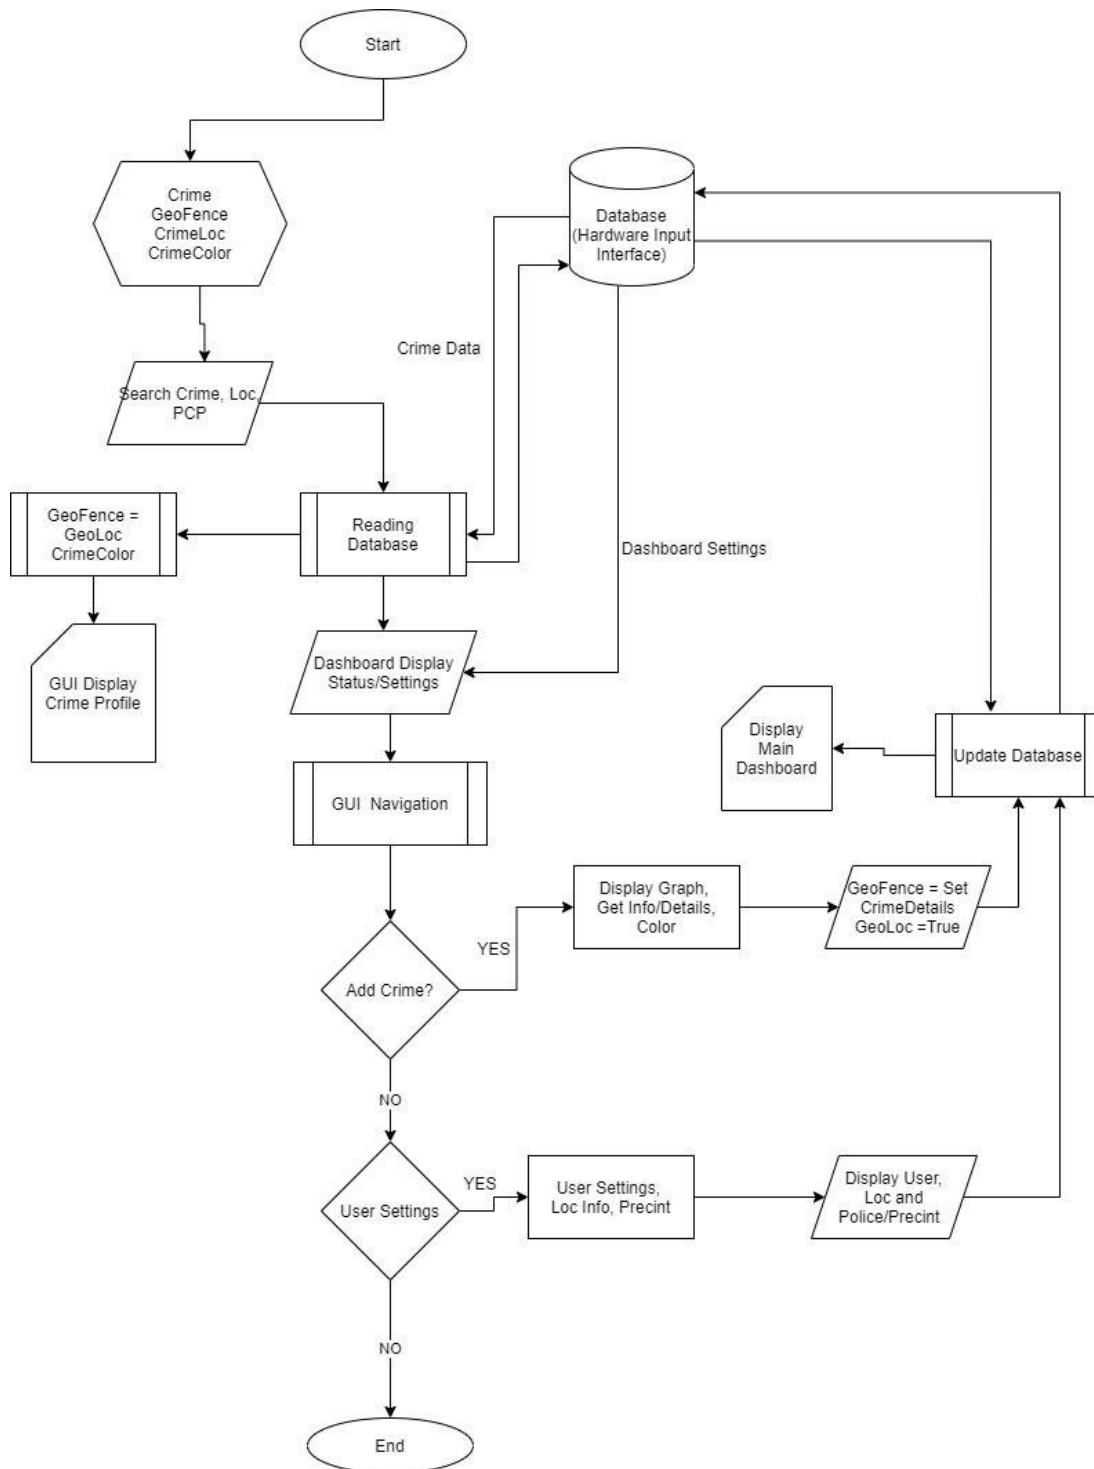 Start
Crime
GeoFence
CrimeLoc
CrimeColor
Database
(Hardware Input
Interface)
Crime Data
Search Crime, Loc,
PCP
GeoFence =
GeoLoc
CrimeColor
Reading
Database
Dashboard Settings
GUI Display
Crime Profile
Dashboard Display
Status/Settings
Display
Main
Dashboard
Update Database
GUI  Navigation
Display Graph,
Get Info/Details,
Color
GeoFence = Set
CrimeDetails
GeoLoc =True
YES
Add Crime?
NO
YES
User Settings
User Settings,
Loc Info, Precint
Display User,
Loc and
Police/Precint
NO
End